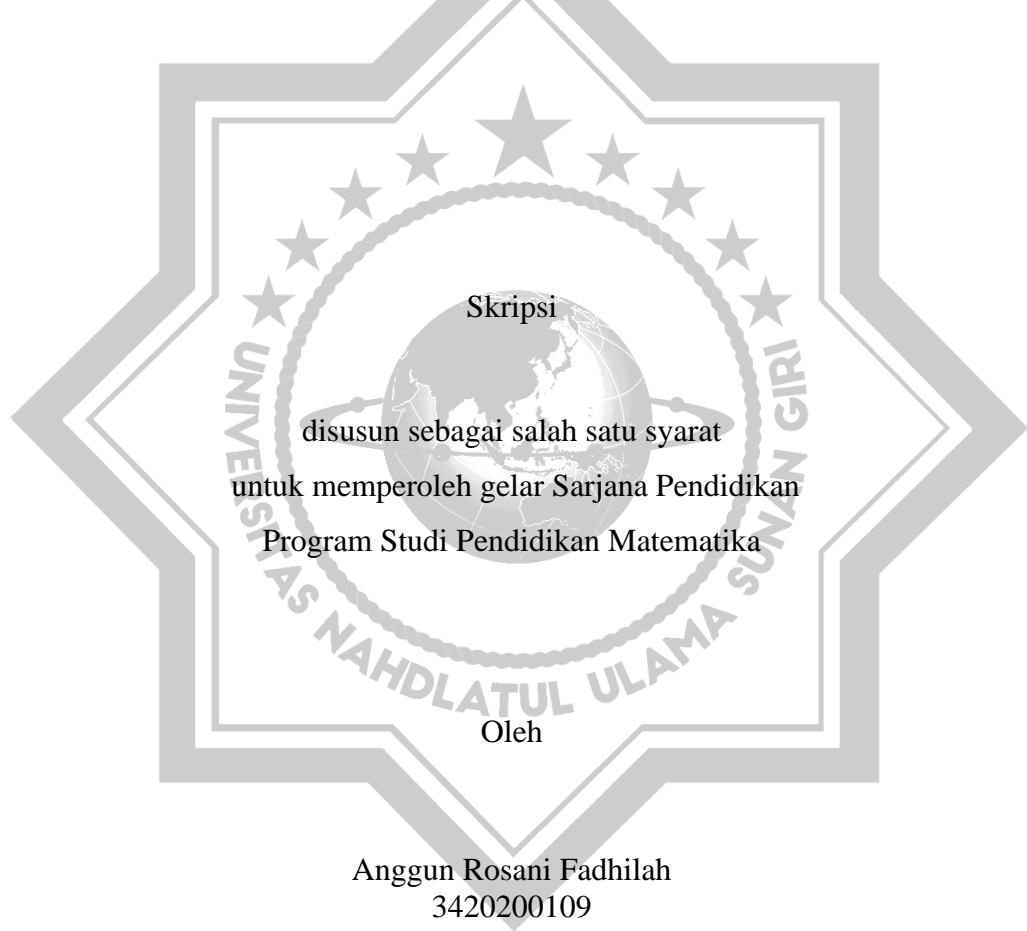 Skripsi
disusun sebagai salah satu syarat
untuk memperoleh gelar Sarjana Pendidikan
Program Studi Pendidikan Matematika
UNIVERSITAS NAHDLATUL ULAMA SUNAN GIRI
Oleh
Anggun Rosani Fadhilah
3420200109